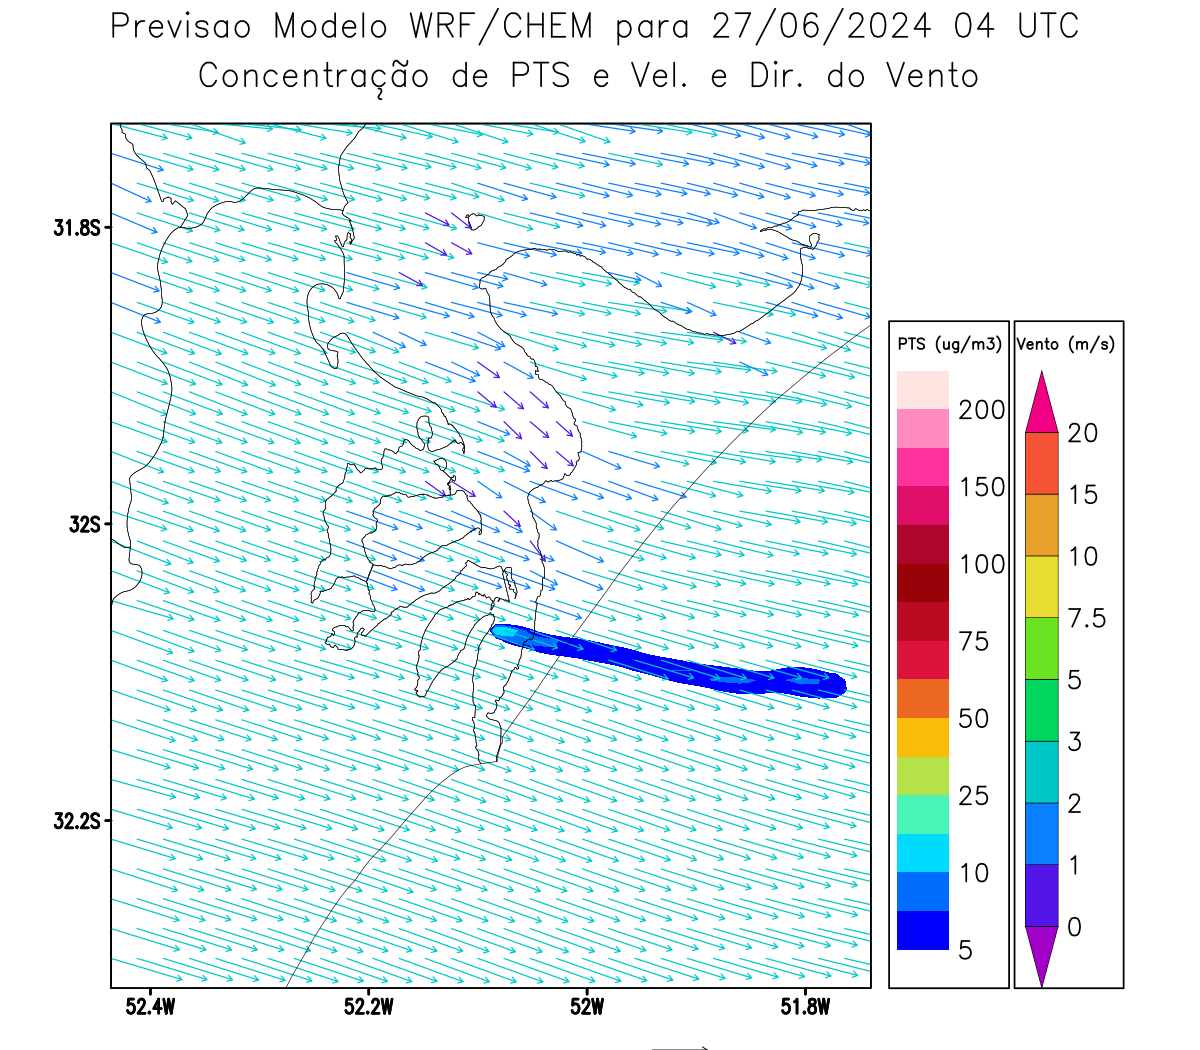 Previsao Modelo WRF/CHEM para 27/06/2024 04 UTC
Concentração de PTS e Vel. e Dir. do Vento
31.8S
32S
32.2S
52.4W
52.2W
52W
51.8W
PTS (ug/m3)
200
150
100
75
50
25
10
5
Vento (m/s)
20
15
10
7.5
5
3
2
1
0